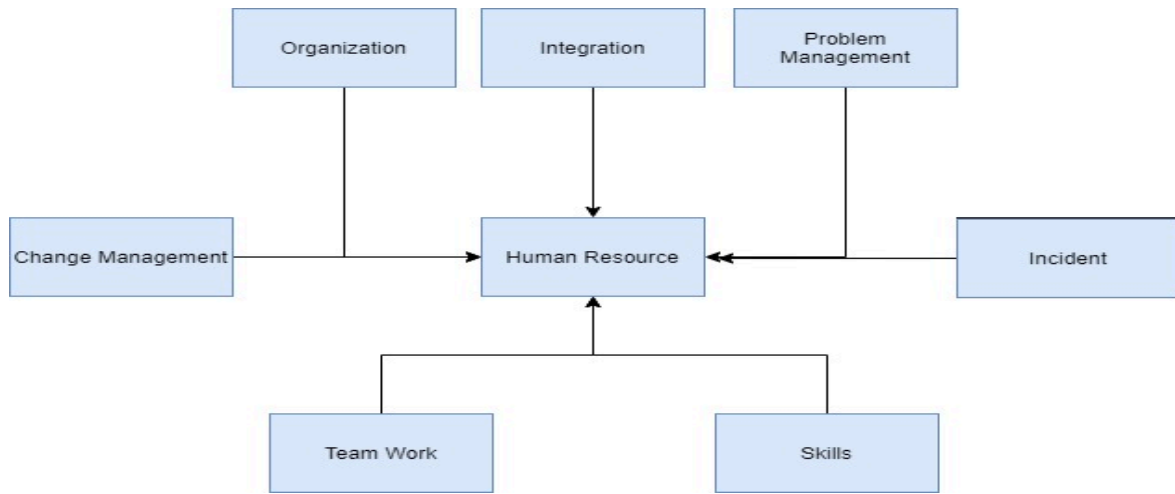 Organization
Integration
Problem
Management
Change Management
Human Resource
Incident
Team Work
Skills